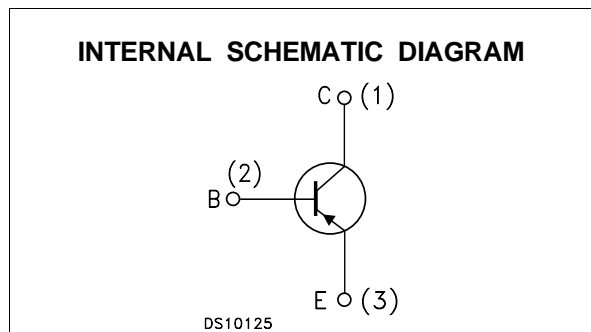 INTERNAL SCHEMATIC DIAGRAM
C (1)
(2)
B
E (3)
DS10125